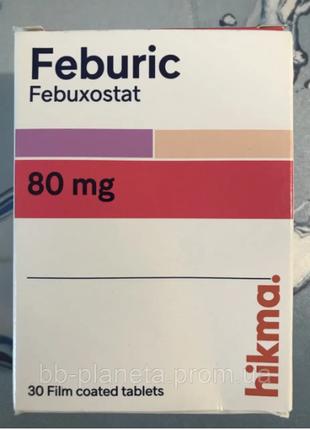 Feburic
Febuxostat
80 mg
hikma.
30 Film coated tablets
bb-planeta.prom.ua